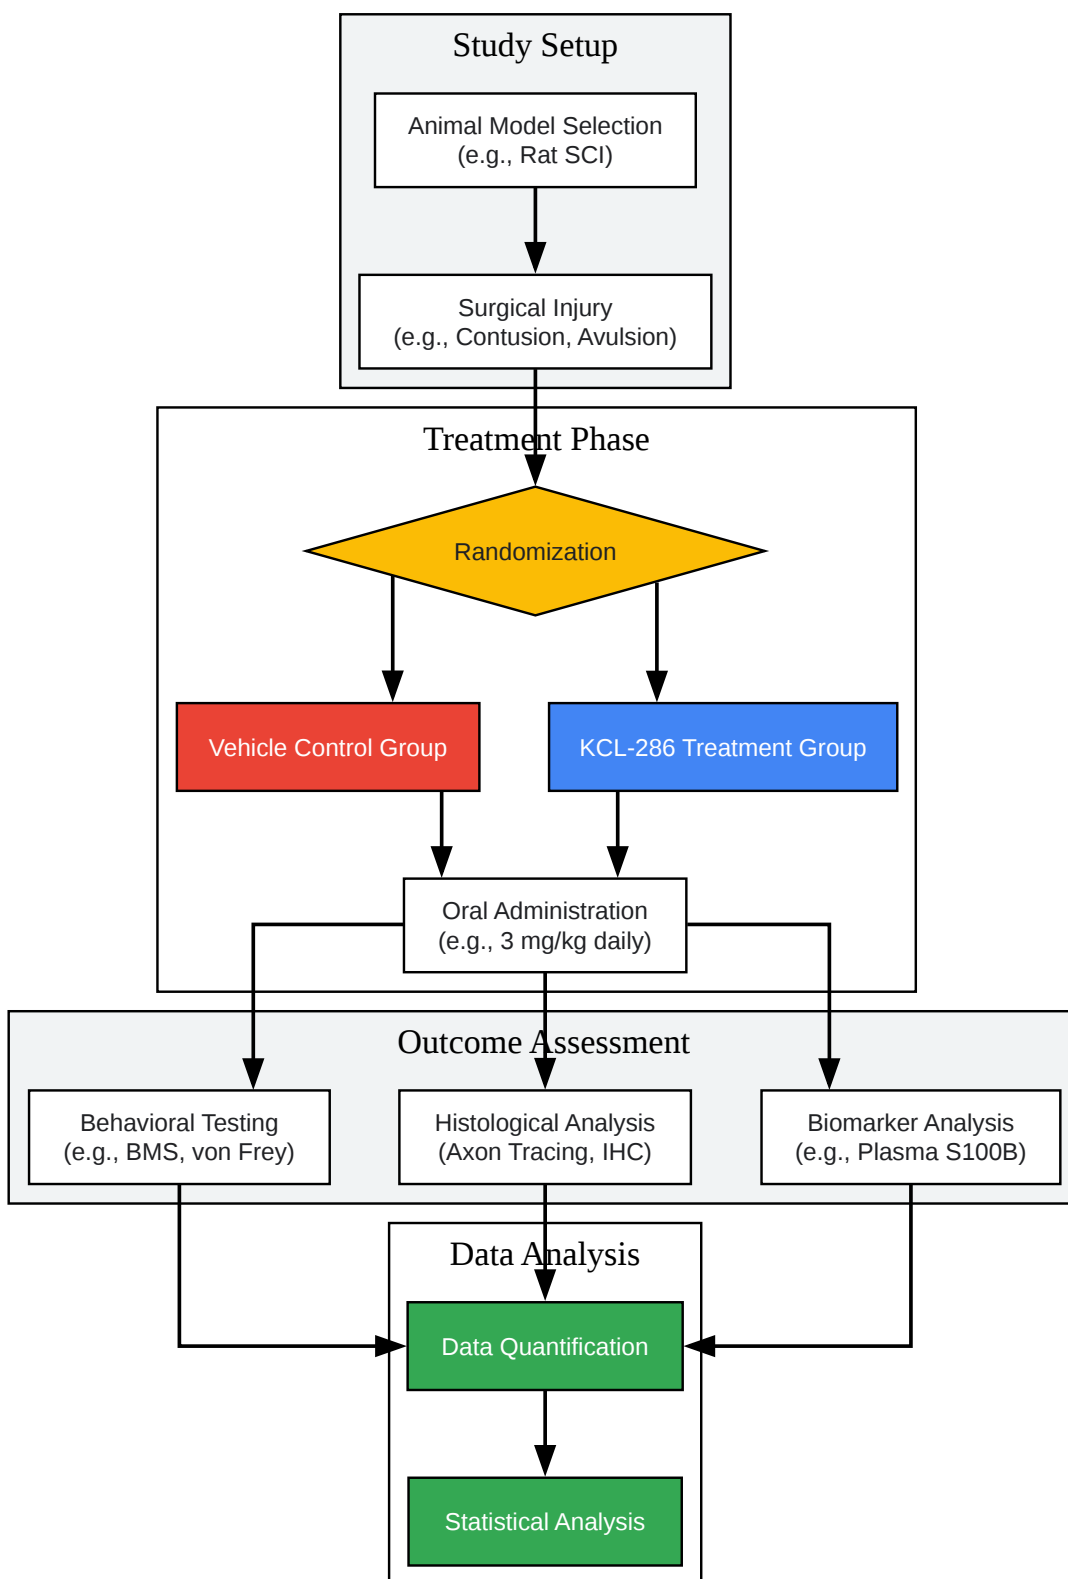 Study Setup
Animal Model Selection
(e.g., Rat SCI)
Surgical Injury
(e.g., Contusion, Avulsion)
Treatment Phase
Randomization
Vehicle Control Group
KCL-286 Treatment Group
Oral Administration
(e.g., 3 mg/kg daily)
Outcome Assessment
Behavioral Testing
(e.g., BMS, von Frey)
Histological Analysis
(Axon Tracing, IHC)
Biomarker Analysis
(e.g., Plasma S100B)
Data Analysis
Data Quantification
Statistical Analysis